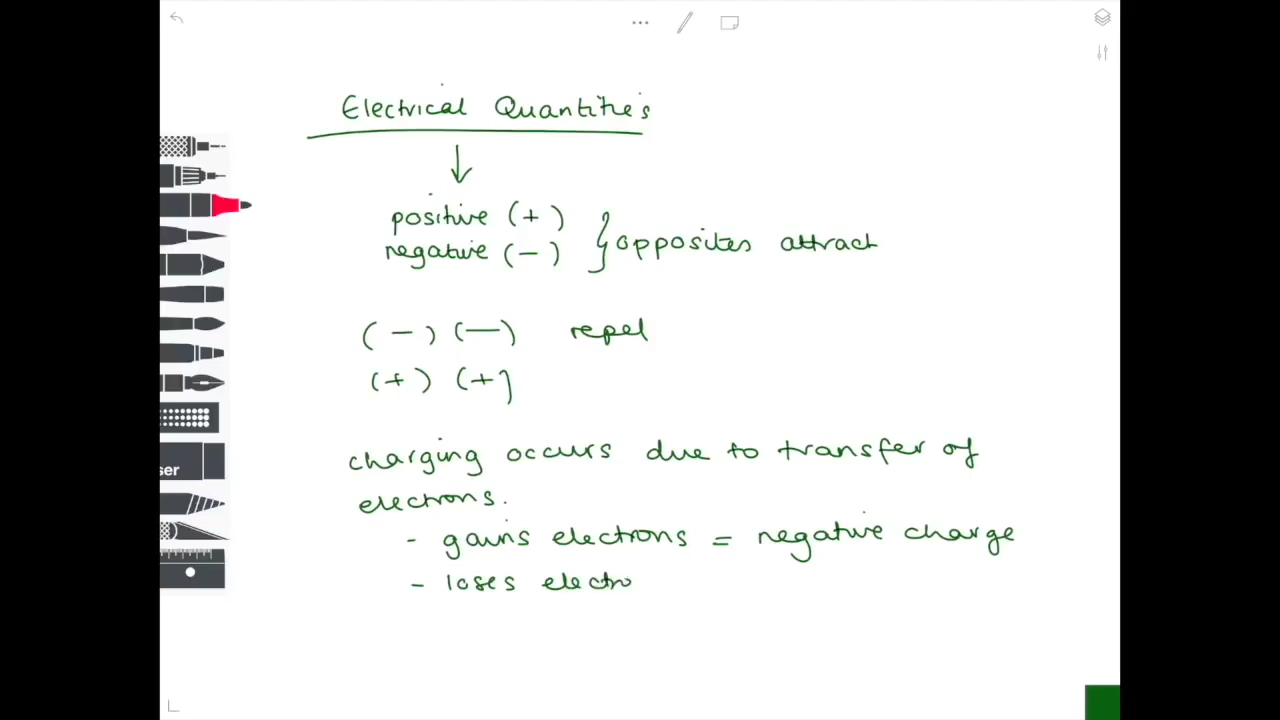 Electrical Quantities
positive (+)
negative (-) } opposites attract
(-) (-) repel
(+) (+)
charging occurs due to transfer of
electrons.
- gains electrons = negative charge
- loses electro
ser